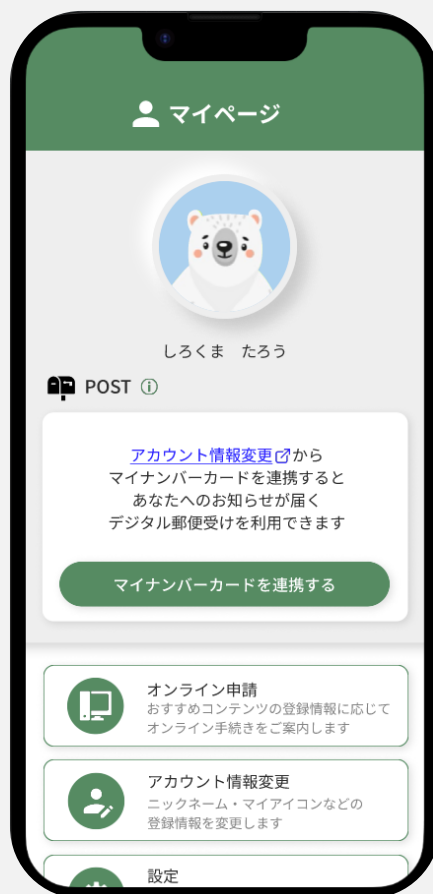 マイページ
しろくま　たろう
POST
アカウント情報変更から
マイナンバーカードを連携すると
あなたへのお知らせが届く
デジタル郵便受けを利用できます
マイナンバーカードを連携する
オンライン申請
おすすめコンテンツの登録情報に応じて
オンライン手続きをご案内します
アカウント情報変更
ニックネーム・マイアイコンなどの
登録情報を変更します
設定